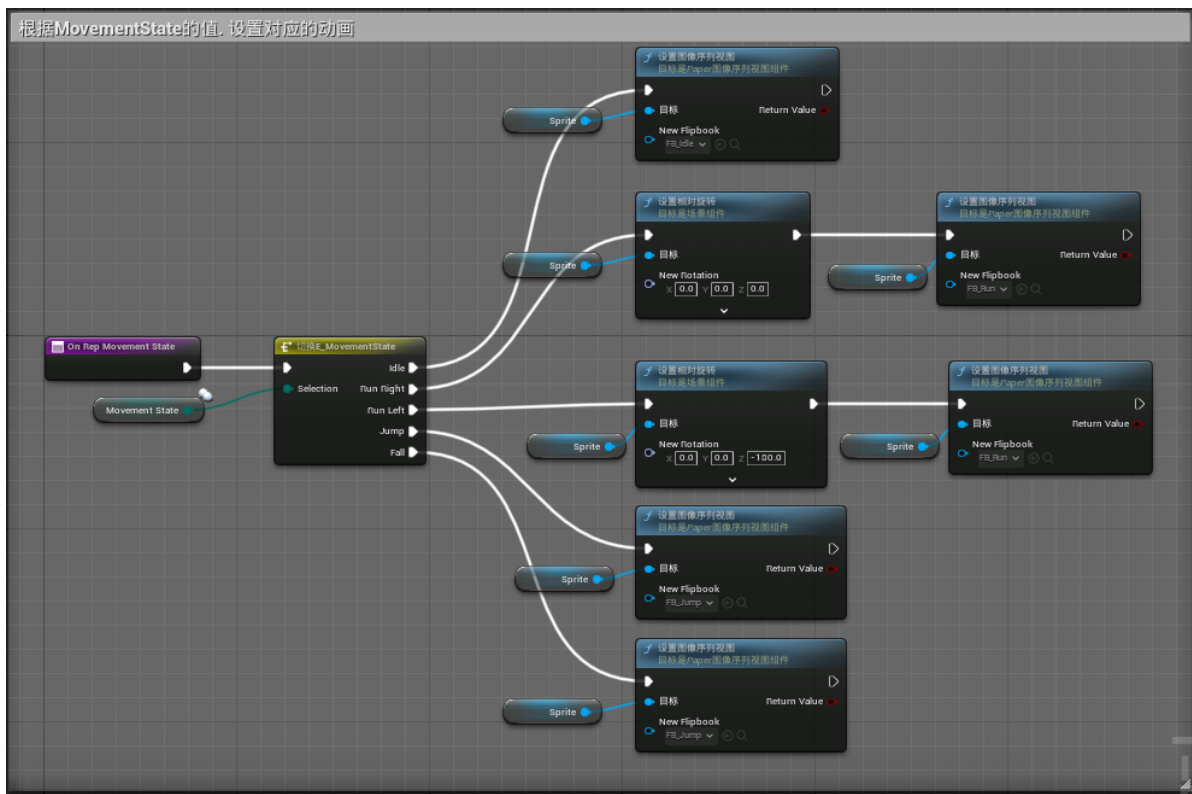 根据MovementState的值, 设置对应的动画
设置图像序列视图
目标是Paper图像序列视图组件
Sprite
目标
Return Value
New Flipbook
FB_Idle
设置相对旋转
目标是场景组件
Sprite
目标
New Rotation
X 0.0 Y 0.0 Z 0.0
设置图像序列视图
目标是Paper图像序列视图组件
Sprite
目标
Return Value
New Flipbook
FB_Run
On Rep Movement State
Movement State
切换E_MovementState
Selection
Idle
Run Right
Run Left
Jump
Fall
设置相对旋转
目标是场景组件
Sprite
目标
New Rotation
X 0.0 Y 0.0 Z -180.0
设置图像序列视图
目标是Paper图像序列视图组件
Sprite
目标
Return Value
New Flipbook
FB_Run
设置图像序列视图
目标是Paper图像序列视图组件
Sprite
目标
Return Value
New Flipbook
FB_Jump
设置图像序列视图
目标是Paper图像序列视图组件
Sprite
目标
Return Value
New Flipbook
FB_Jump